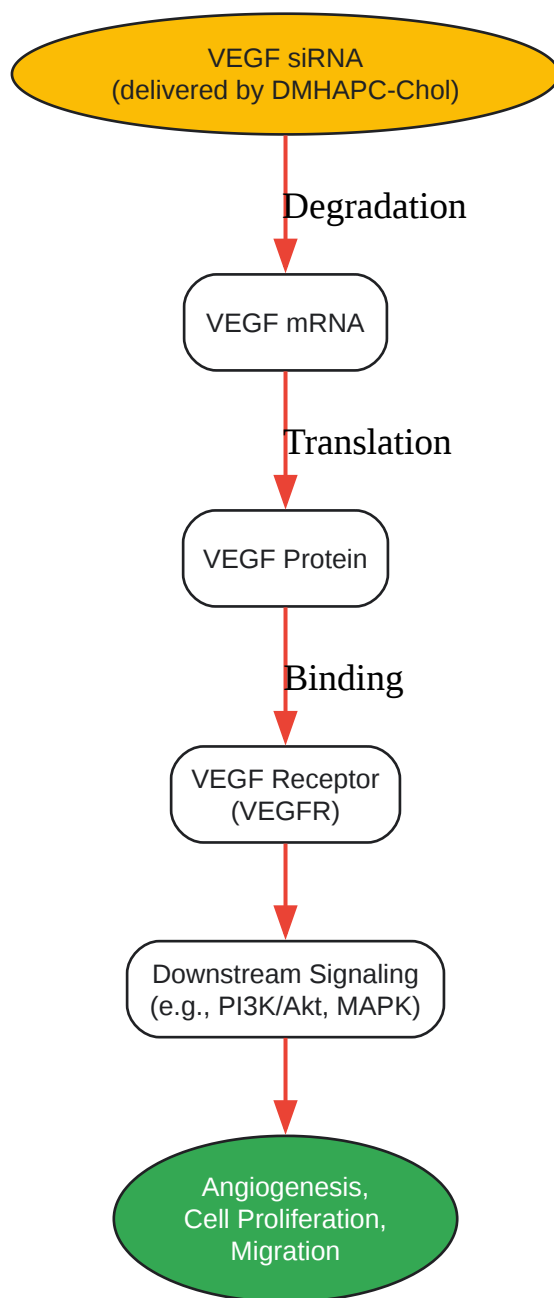 VEGF siRNA
(delivered by DMHAPC-Chol)
Degradation
VEGF mRNA
Translation
VEGF Protein
Binding
VEGF Receptor
(VEGFR)
Downstream Signaling
(e.g., PI3K/Akt, MAPK)
Angiogenesis,
Cell Proliferation,
Migration